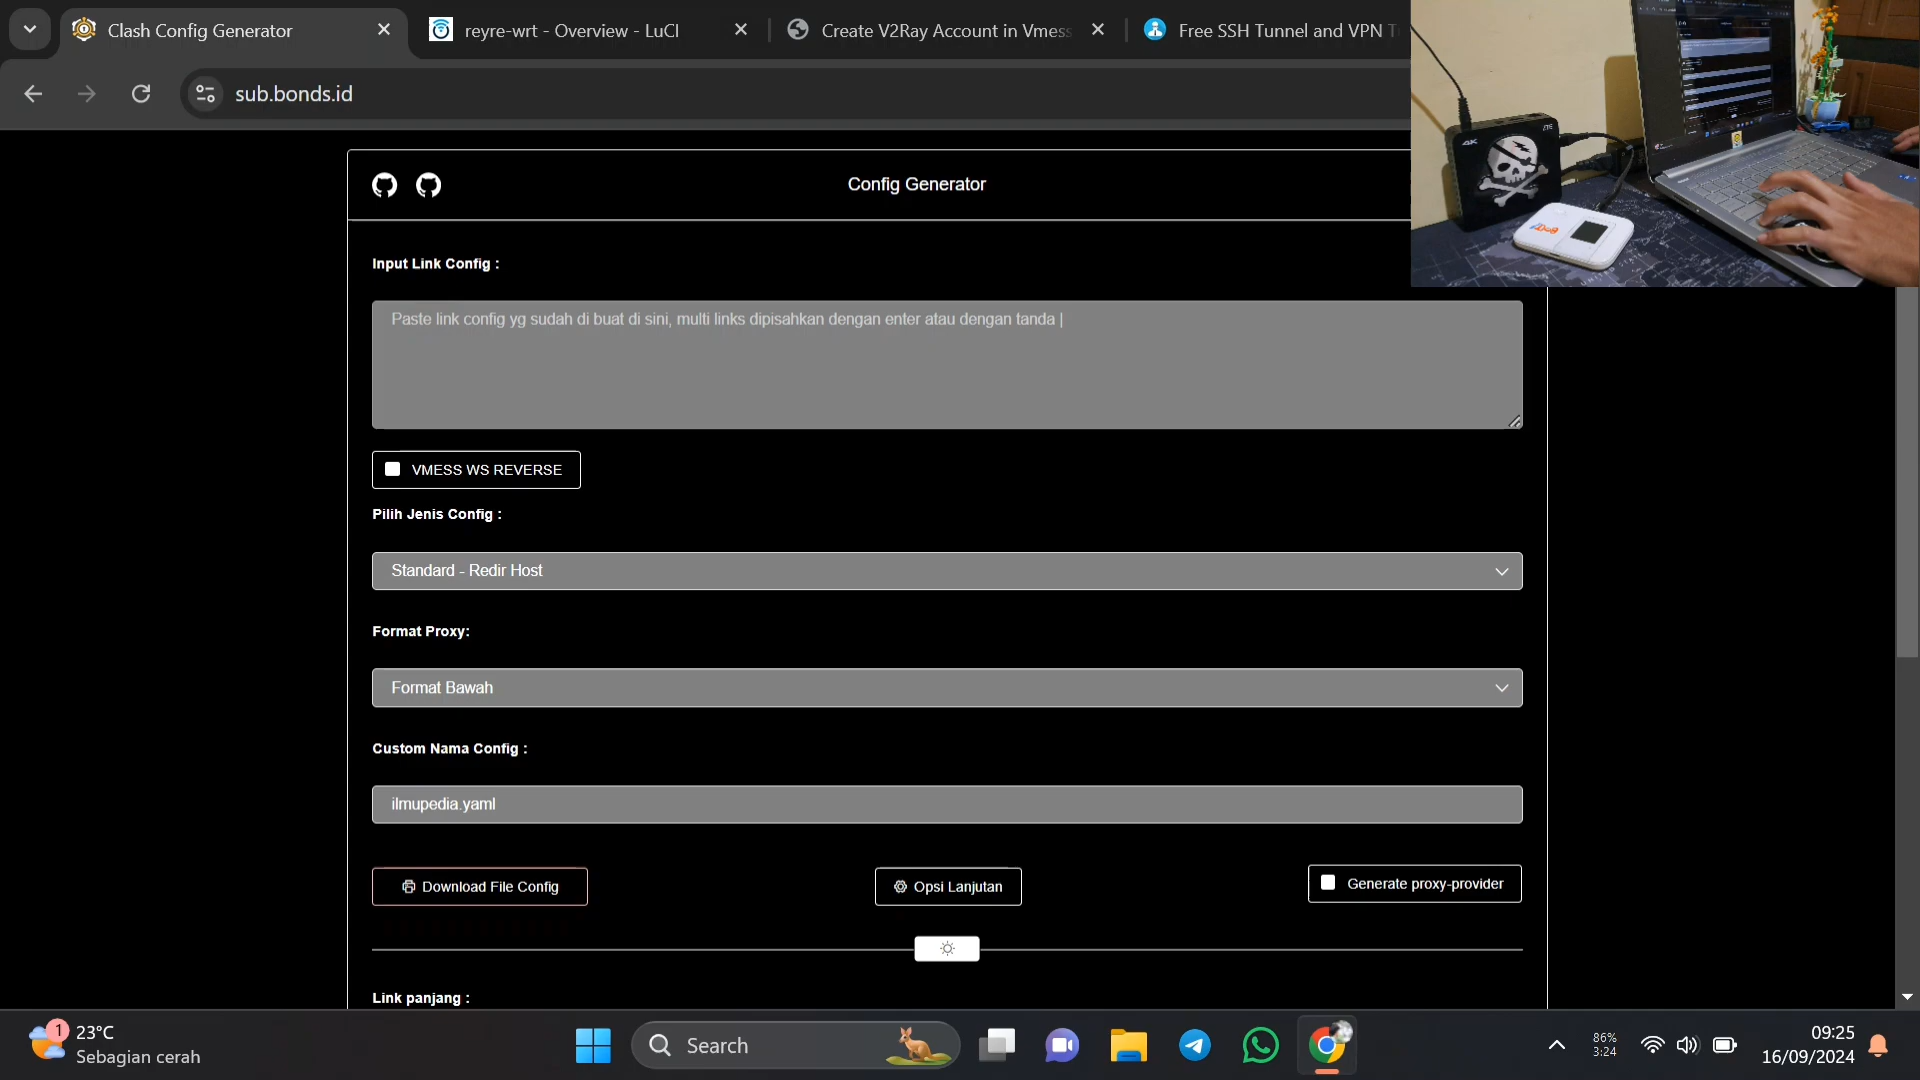 Clash Config Generator
reyre-wrt - Overview - LuCI
Create V2Ray Account in Vmess
Free SSH Tunnel and VPN T
sub.bonds.id
4K
ZTE
Config Generator
Input Link Config :
Paste link config yg sudah di buat di sini, multi links dipisahkan dengan enter atau dengan tanda |
VMESS WS REVERSE
Pilih Jenis Config :
Standard - Redir Host
Format Proxy:
Format Bawah
Custom Nama Config :
ilmupedia.yaml
Download File Config
Opsi Lanjutan
Generate proxy-provider
Link panjang :
1
23°C
Sebagian cerah
Search
86%
3:24
09:25
16/09/2024